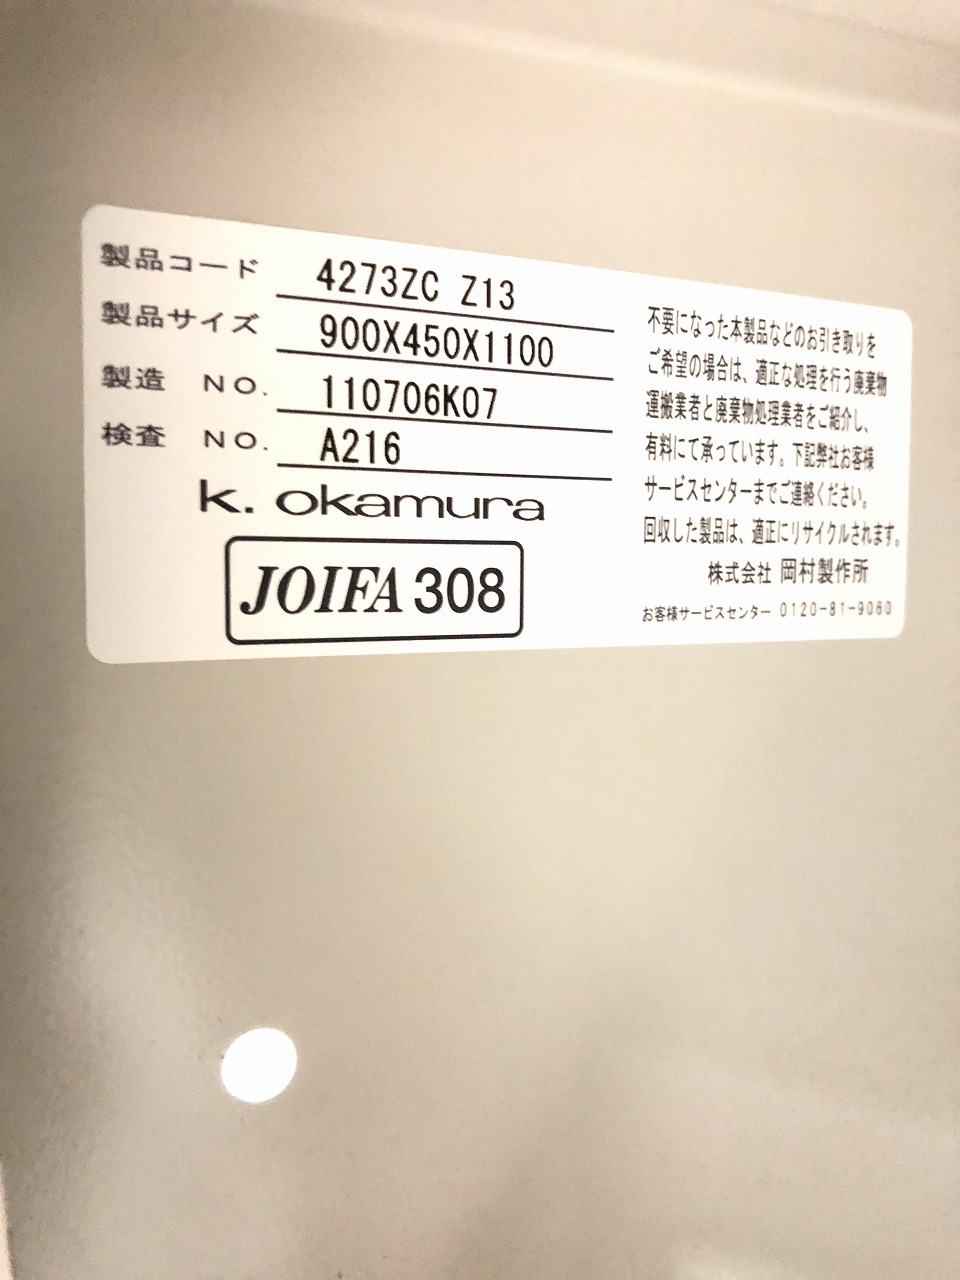 製品コード 4273ZC Z13
製品サイズ 900X450X1100
製造 NO. 110706K07
検査 NO. A216
k. okamura
JOIFA 308
不要になった本製品などのお引き取りを
ご希望の場合は、適正な処理を行う廃棄物
運搬業者と廃棄物処理業者をご紹介し、
有料にて承っています。下記弊社お客様
サービスセンターまでご連絡ください。
回収した製品は、適正にリサイクルされます。
株式会社 岡村製作所
お客様サービスセンター 0120-81-9060